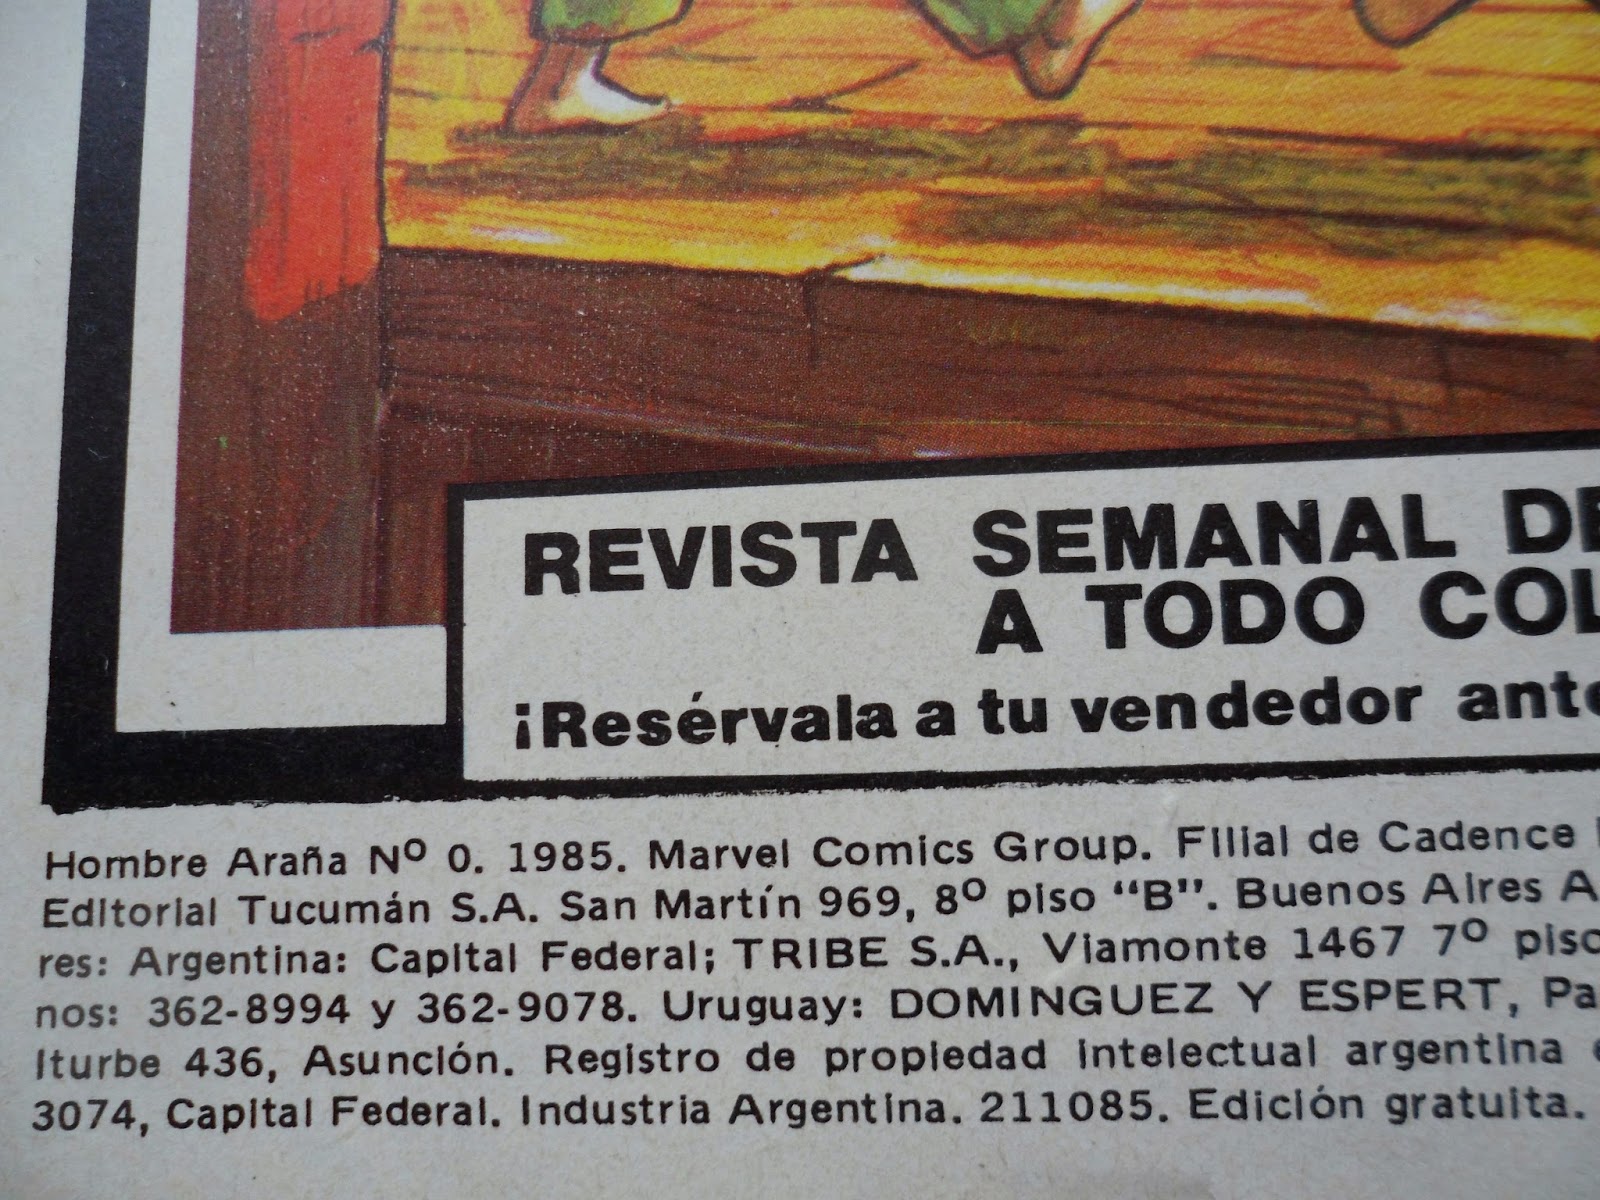 REVISTA SEMANAL
A TODO
¡Resérvala a tu vendedor
Hombre Araña Nº 0. 1985. Marvel Comics Group. Filial de Cadence
Editorial Tucumán S.A. San Martín 969, 8º piso "B". Buenos Aires
res: Argentina: Capital Federal; TRIBE S.A., Viamonte 1467 7º
nos: 362-8994 y 362-9078. Uruguay: DOMINGUEZ Y ESPERT,
Iturbe 436, Asunción. Registro de propiedad intelectual argentina
3074, Capital Federal. Industria Argentina. 211085. Edición gratuita.